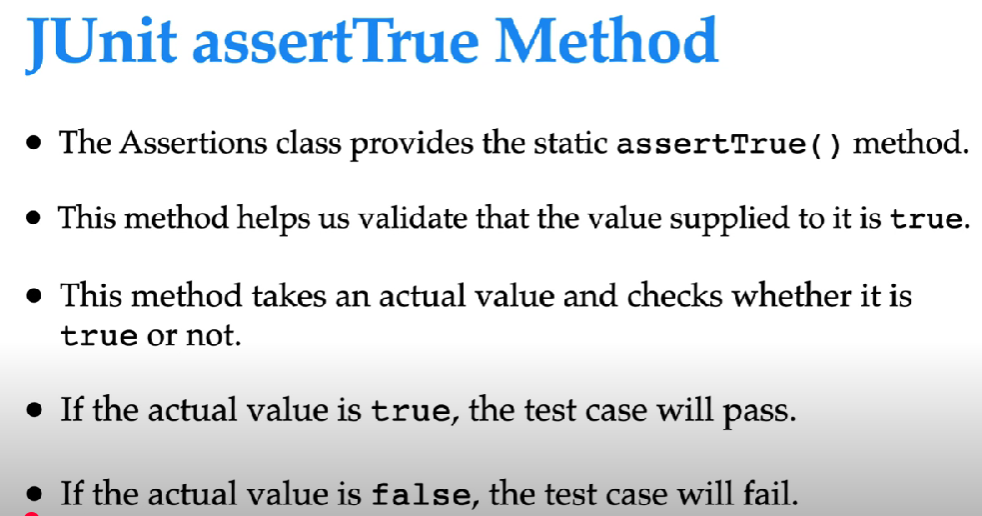 JUnit assertTrue Method
• The Assertions class provides the static assertTrue() method.
• This method helps us validate that the value supplied to it is true.
• This method takes an actual value and checks whether it is
true or not.
• If the actual value is true, the test case will pass.
• If the actual value is false, the test case will fail.